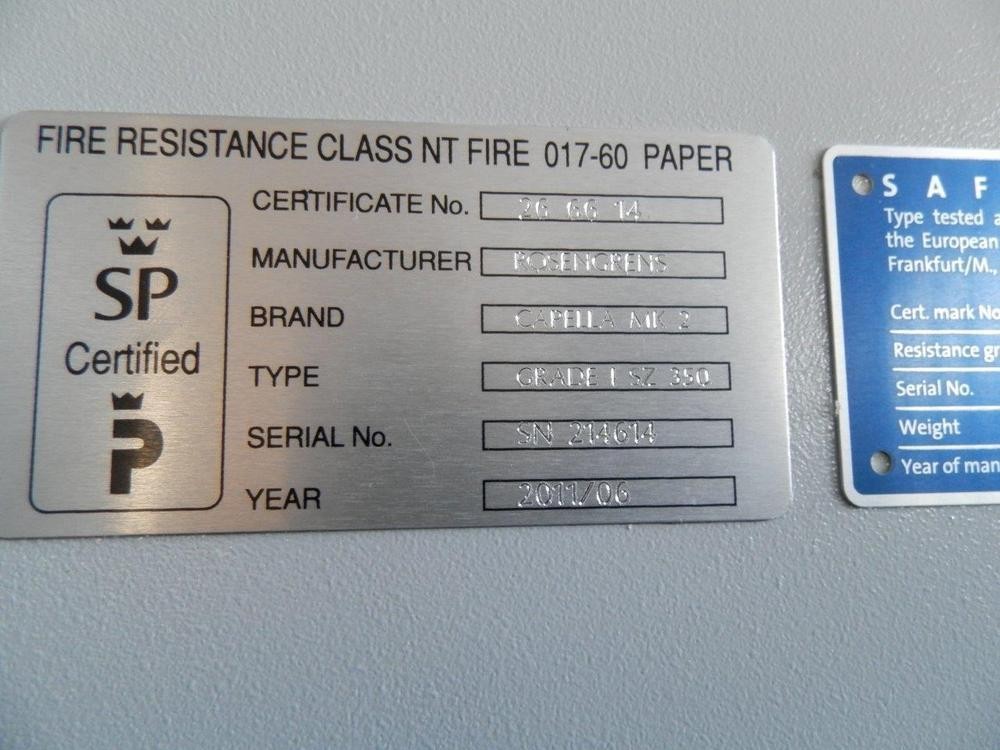 FIRE RESISTANCE CLASS NT FIRE 017-60 PAPER
SP
Certified
P
CERTIFICATE No. 26 66 14
MANUFACTURER ROSENGRENS
BRAND CAPELLA MK 2
TYPE GRADE I SZ 350
SERIAL No. SN 214614
YEAR 2011/06
S A F
Type tested a
the European
Frankfurt/M.,
Cert. mark No
Resistance gr
Serial No.
Weight
Year of man